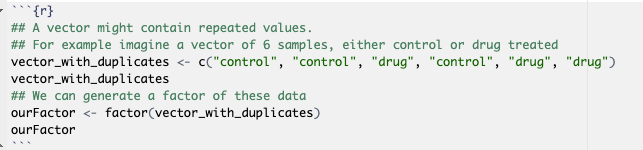 ```{r}
## A vector might contain repeated values.
## For example imagine a vector of 6 samples, either control or drug treated
vector_with_duplicates <- c("control", "control", "drug", "control", "drug", "drug")
vector_with_duplicates
## We can generate a factor of these data
ourFactor <- factor(vector_with_duplicates)
ourFactor
```